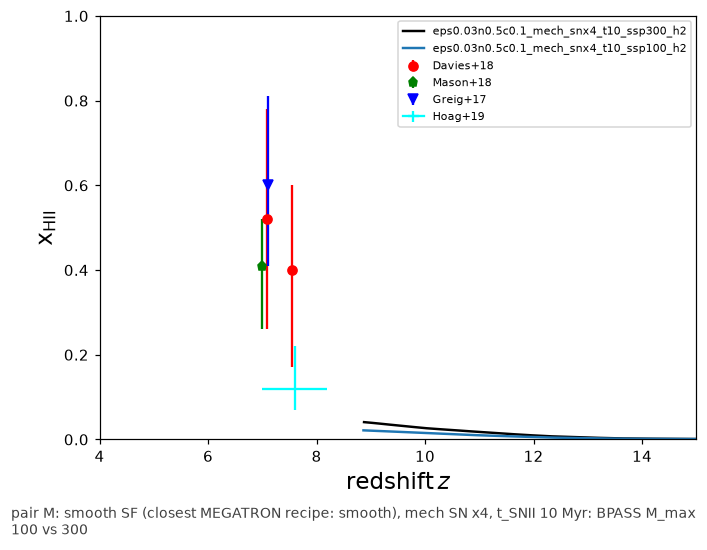 1.0
0.8
0.6
0.4
0.2
0.0
4
6
8
10
12
14
xHII
redshift z
eps0.03n0.5c0.1_mech_snx4_t10_ssp300_h2
eps0.03n0.5c0.1_mech_snx4_t10_ssp100_h2
Davies+18
Mason+18
Greig+17
Hoag+19
pair M: smooth SF (closest MEGATRON recipe: smooth), mech SN x4, t_SNII 10 Myr: BPASS M_max
100 vs 300